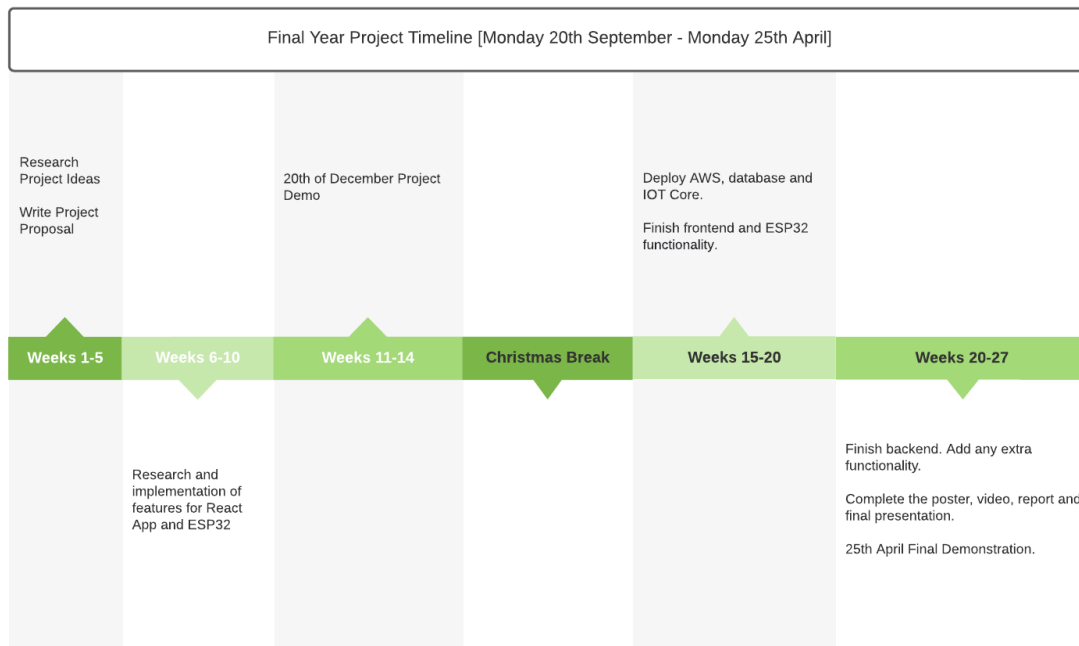 Final Year Project Timeline [Monday 20th September - Monday 25th April]
Research
Project Ideas
Write Project
Proposal
20th of December Project
Demo
Deploy AWS, database and
IOT Core.
Finish frontend and ESP32
functionality.
Weeks 1-5
Weeks 6-10
Weeks 11-14
Christmas Break
Weeks 15-20
Weeks 20-27
Research and
implementation of
features for React
App and ESP32
Finish backend. Add any extra
functionality.
Complete the poster, video, report and
final presentation.
25th April Final Demonstration.